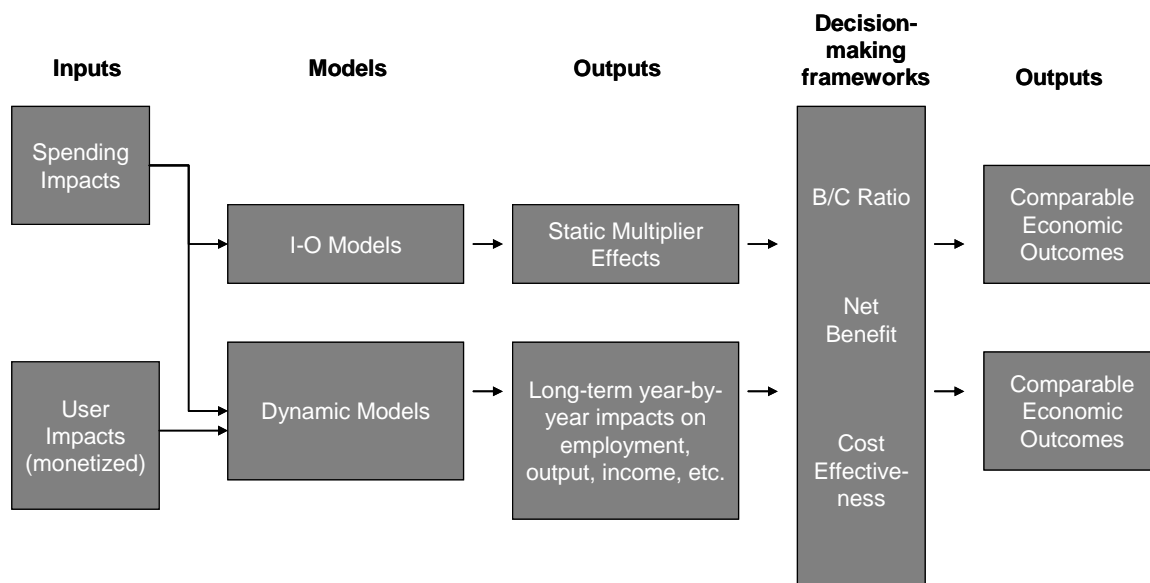 Inputs
Models
Outputs
Decision-
making
frameworks
Outputs
Spending
Impacts
I-O Models
Static Multiplier
Effects
B/C Ratio
Comparable
Economic
Outcomes
User
Impacts
(monetized)
Dynamic Models
Long-term year-by-
year impacts on
employment,
output, income, etc.
Net
Benefit
Cost
Effective-
ness
Comparable
Economic
Outcomes